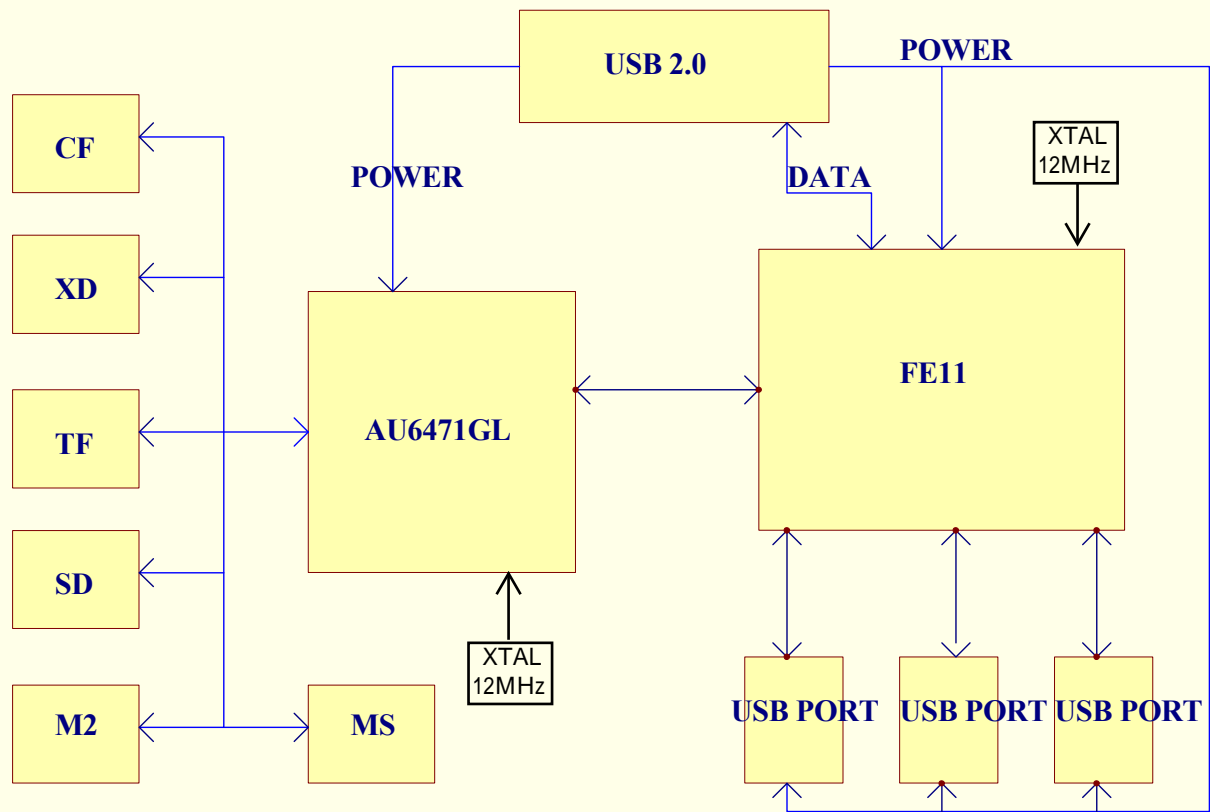 USB 2.0
POWER
CF
XTAL
12MHz
POWER
DATA
XD
FE11
TF
AU6471GL
SD
XTAL
12MHz
M2
MS
USB PORT
USB PORT
USB PORT